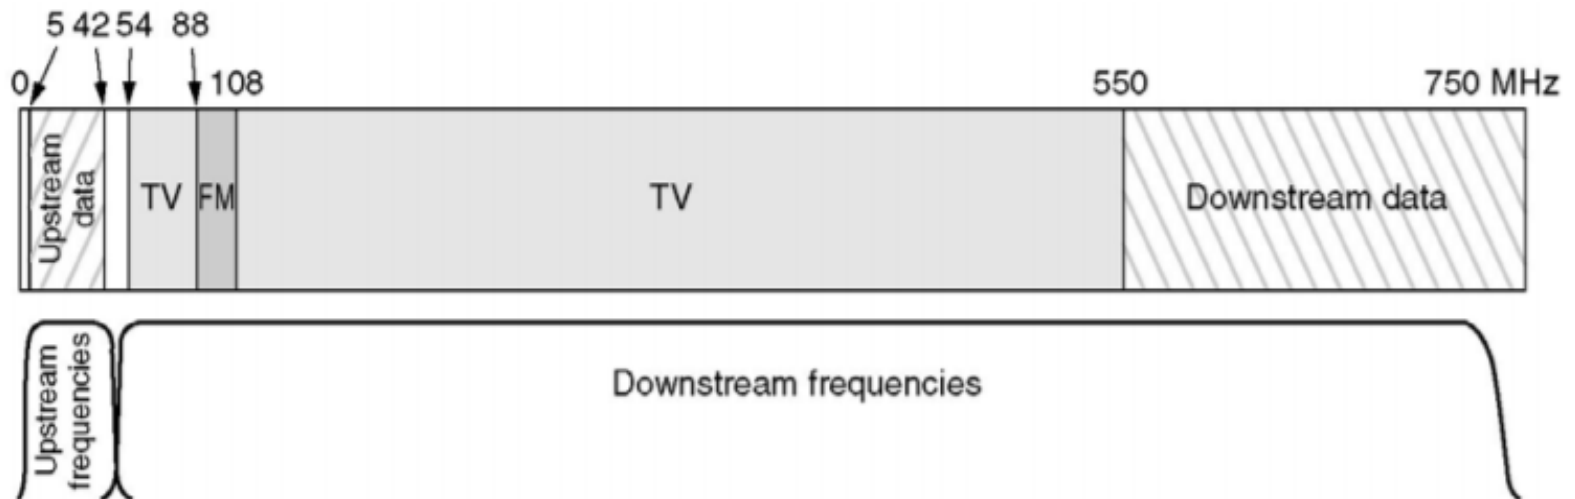 5 42 54 88
0 108 550 750 MHz
Upstream
data
TV
FM
TV
Downstream data
Upstream
frequencies
Downstream frequencies